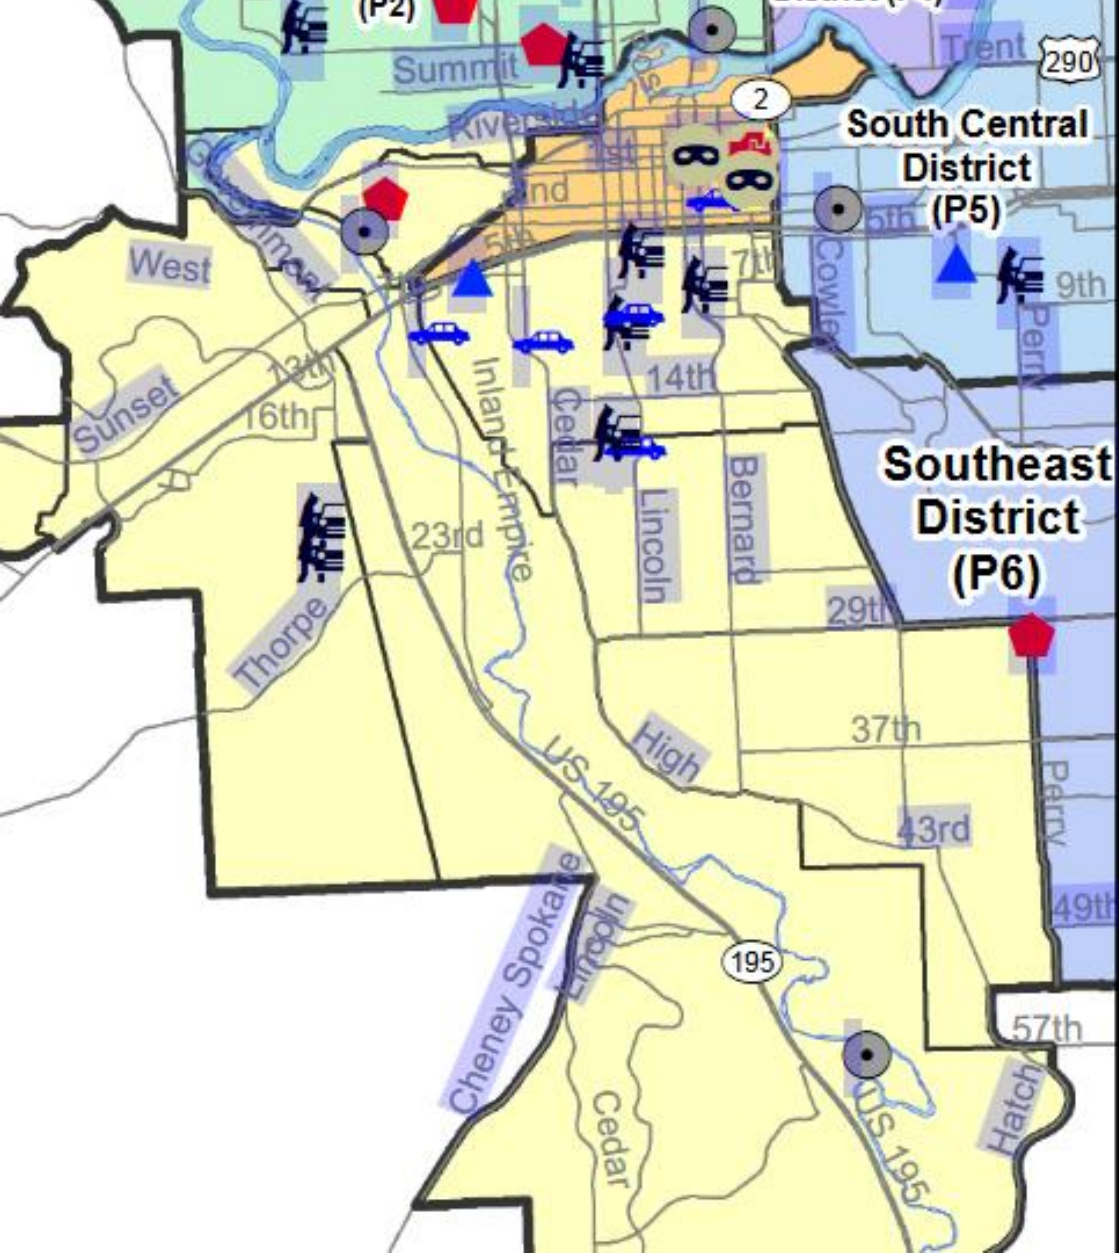 (P2)
Summit
Trent
290
2
Riverside
South Central
District
(P5)
1st
2nd
5th
5th
West
7th
9th
Cowley
Perry
13th
14th
Sunset
16th
Inland Empire
Cedar
Lincoln
Bernard
Southeast
District
(P6)
23rd
29th
Thorpe
High
37th
US 195
Perry
43rd
49th
Cheney Spokane
Lincoln
195
57th
Hatch
Cedar
US 195